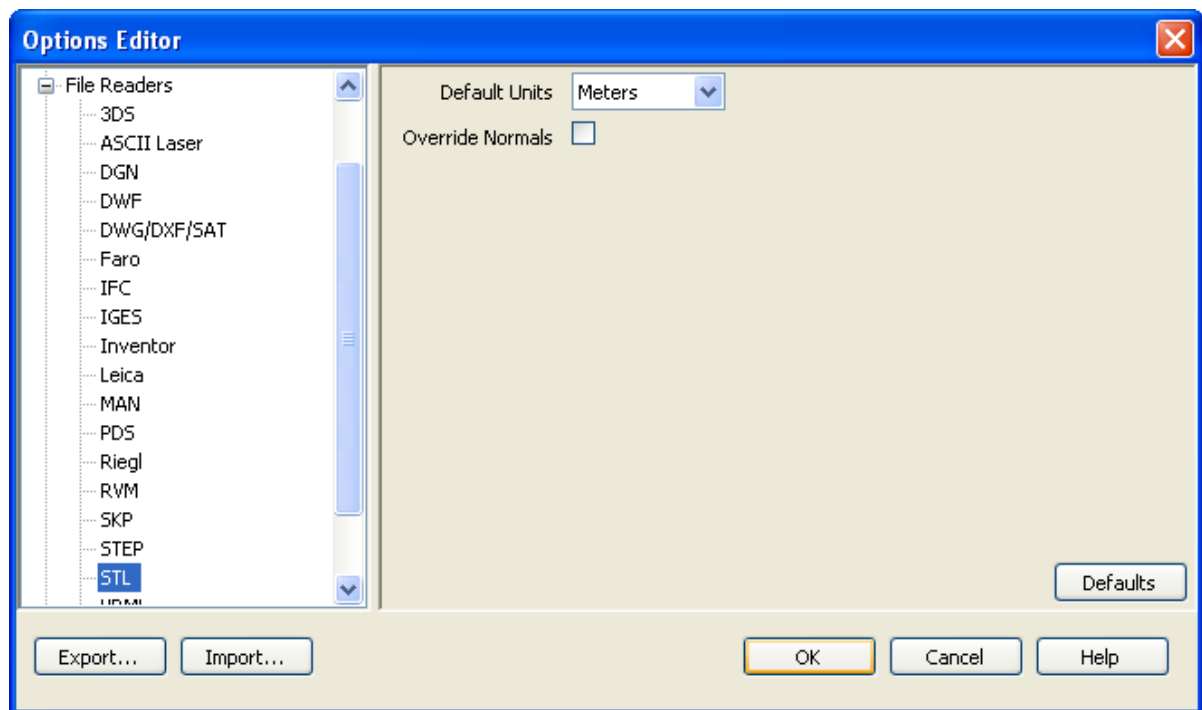 Options Editor
File Readers
3DS
ASCII Laser
DGN
DWF
DWG/DXF/SAT
Faro
IFC
IGES
Inventor
Leica
MAN
PDS
Riegl
RVM
SKP
STEP
STL
Default Units Meters
Override Normals
Defaults
Export... Import... OK Cancel Help